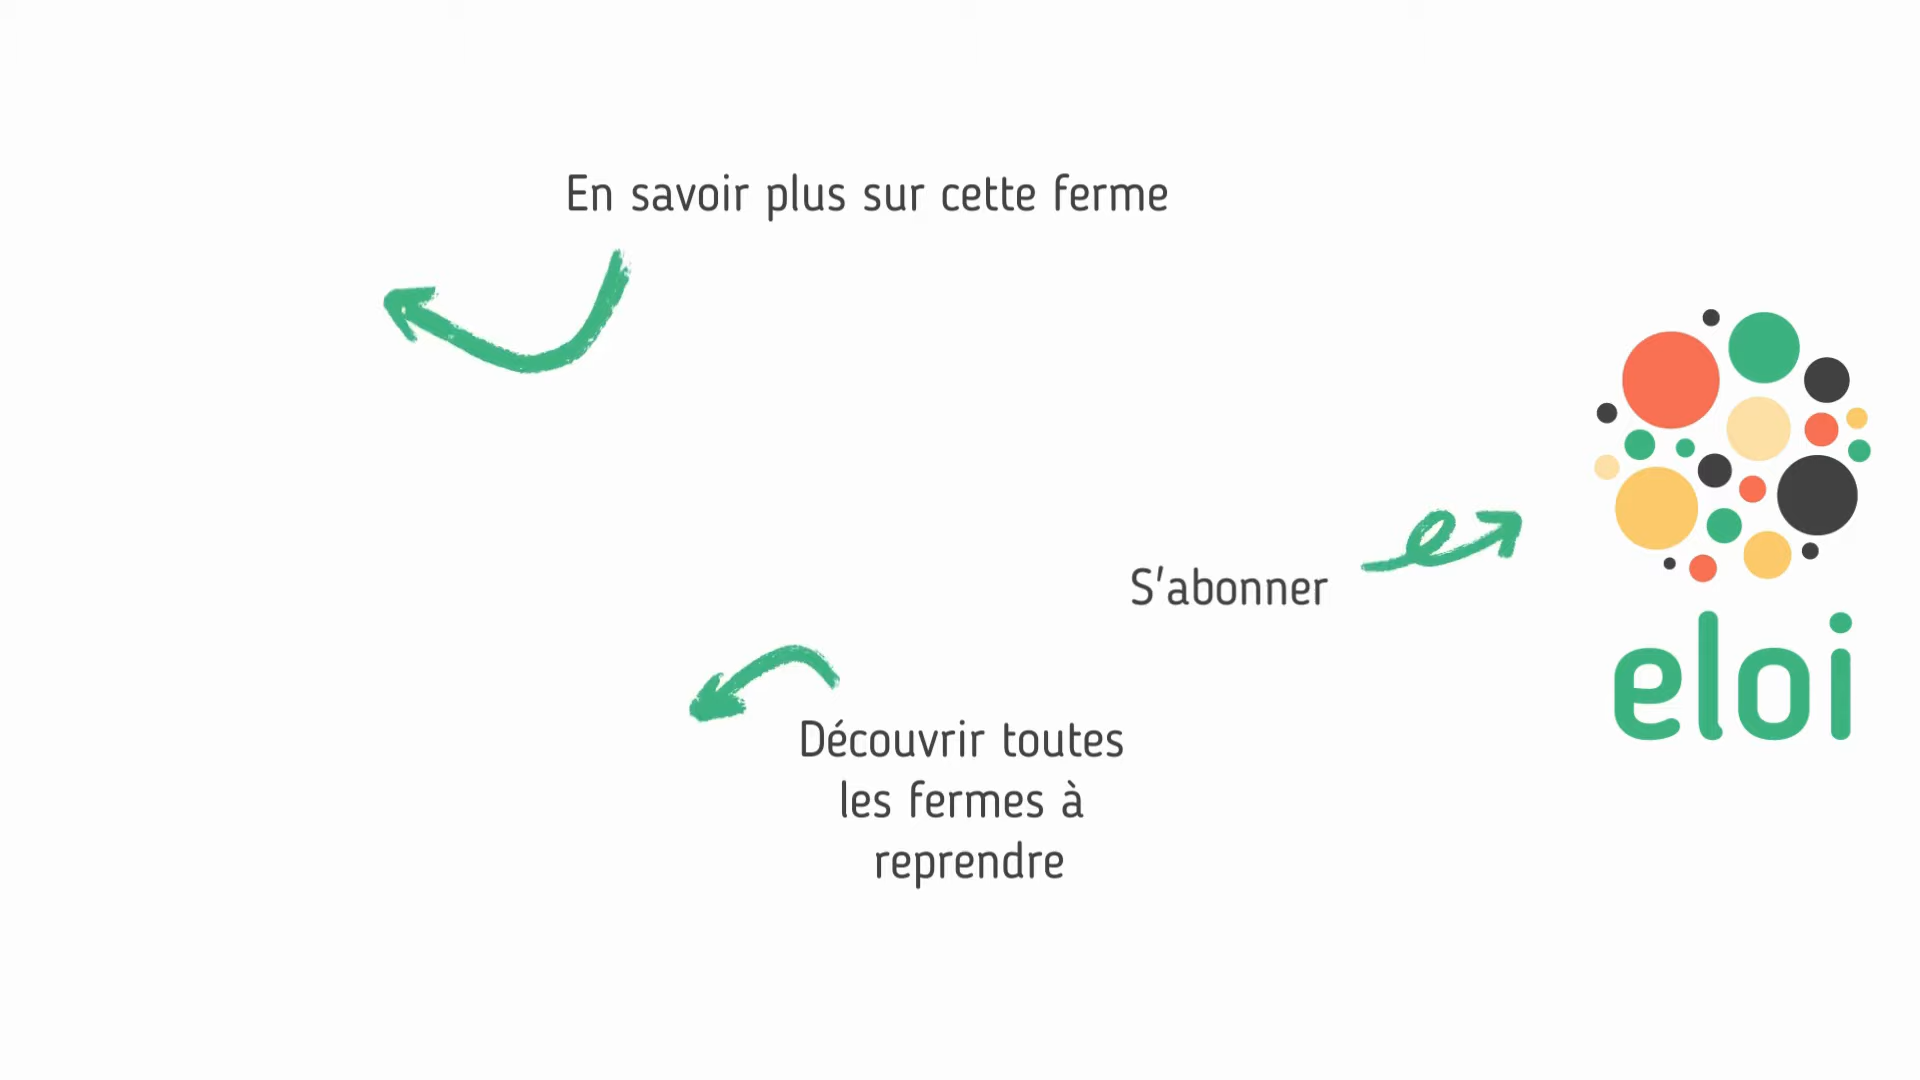 En savoir plus sur cette ferme
S'abonner
eloi
Découvrir toutes
les fermes à
reprendre